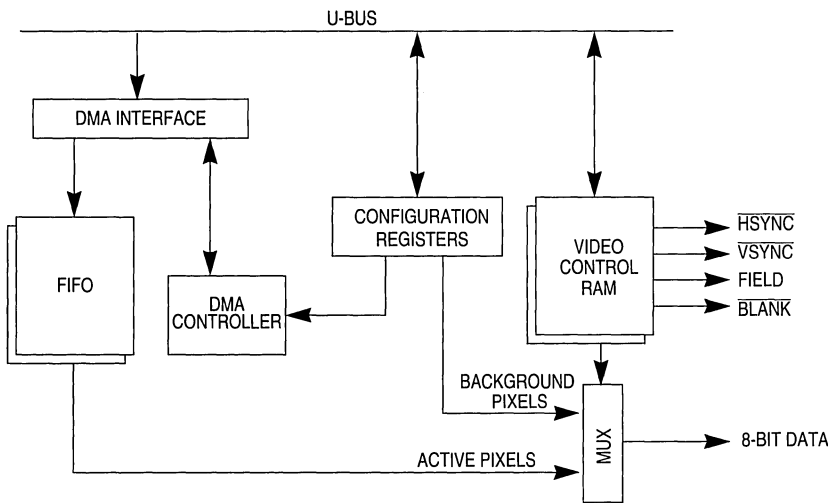 U-BUS
DMA INTERFACE
CONFIGURATION
REGISTERS
FIFO
DMA
CONTROLLER
VIDEO
CONTROL
RAM
HSYNC
VSYNC
FIELD
BLANK
BACKGROUND
PIXELS
ACTIVE PIXELS
MUX
8-BIT DATA